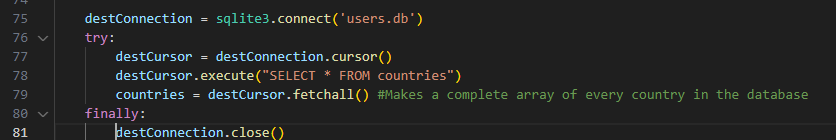 75 destConnection = sqlite3.connect('users.db')
76 try:
77 destCursor = destConnection.cursor()
78 destCursor.execute("SELECT * FROM countries")
79 countries = destCursor.fetchall() #Makes a complete array of every country in the database
80 finally:
81 destConnection.close()